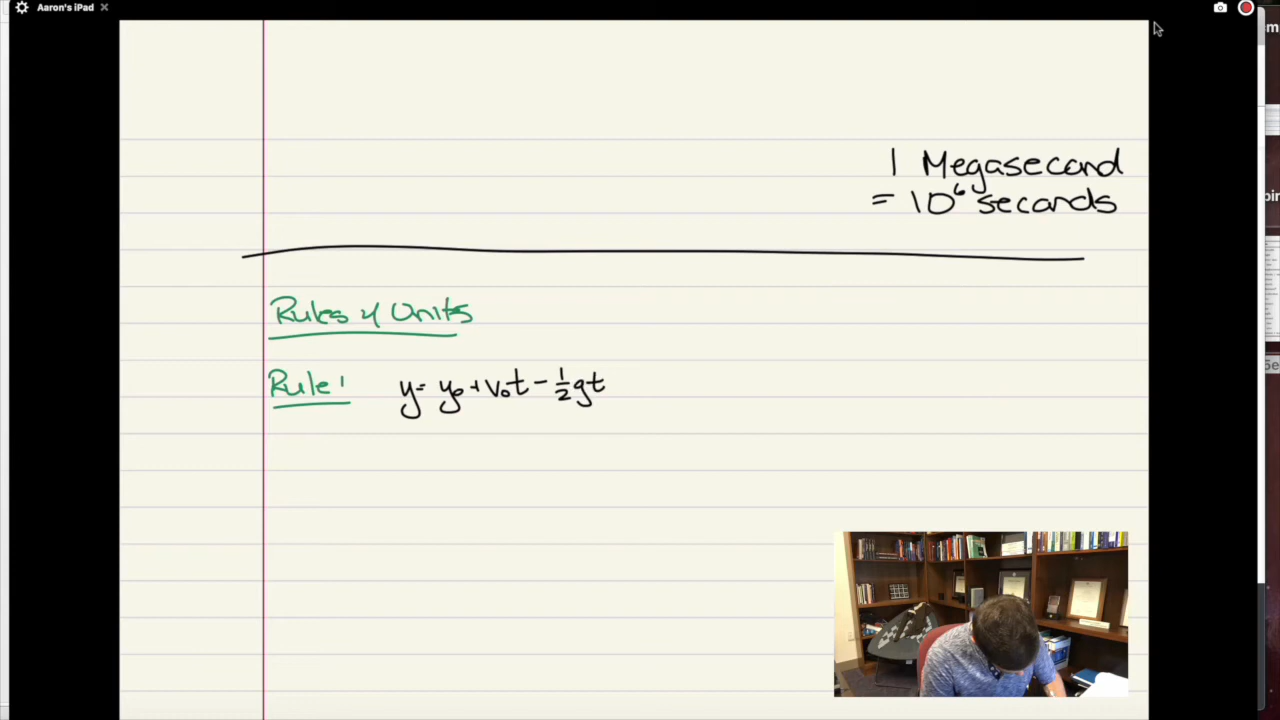 Aaron's iPad
1 Megasecond
= 10⁶ seconds
Rules of Units
Rule 1 y = y₀ + v₀t - ½gt